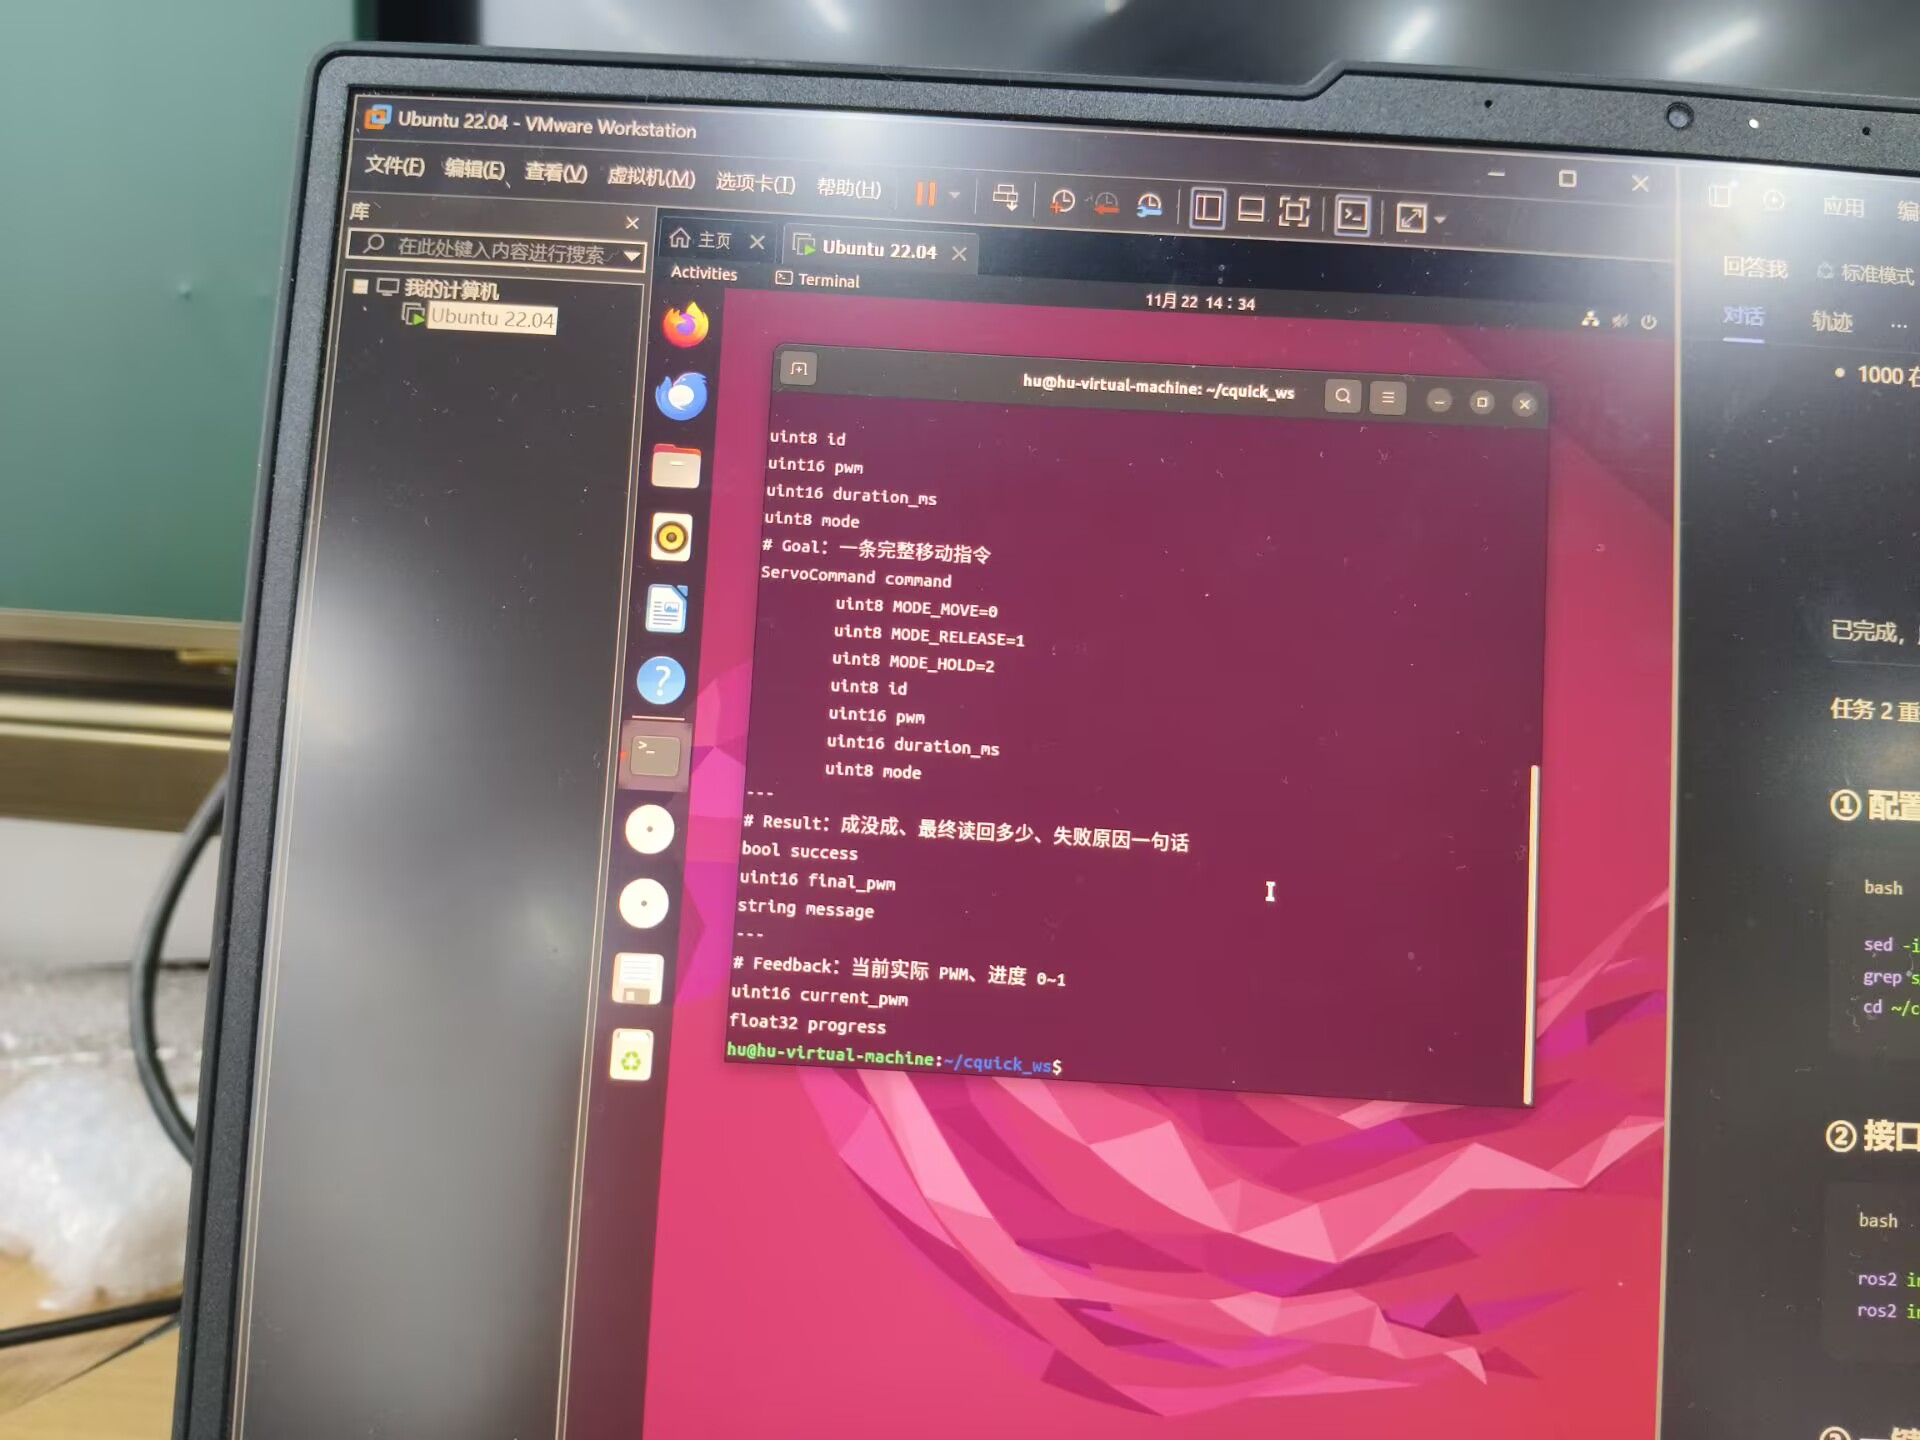 Ubuntu 22.04 - VMware Workstation
文件(F) 编辑(E) 查看(V) 虚拟机(M) 选项卡(T) 帮助(H)
库
在此处键入内容进行搜索
我的计算机
Ubuntu 22.04
主页
Ubuntu 22.04
Activities
Terminal
11月 22 14：34
hu@hu-virtual-machine: ~/cquick_ws
uint8 id
uint16 pwm
uint16 duration_ms
uint8 mode
# Goal：一条完整移动指令
ServoCommand command
uint8 MODE_MOVE=0
uint8 MODE_RELEASE=1
uint8 MODE_HOLD=2
uint8 id
uint16 pwm
uint16 duration_ms
uint8 mode
---
# Result：成没成、最终读回多少、失败原因一句话
bool success
uint16 final_pwm
string message
---
# Feedback：当前实际 PWM、进度 0~1
uint16 current_pwm
float32 progress
hu@hu-virtual-machine:~/cquick_ws$
应用 编
回答我 标准模式
对话 轨迹 ...
• 1000 在
已完成，
任务 2 重
① 配置
bash
sed -i
grep
cd ~/c
② 接口
bash
ros2 in
ros2 in